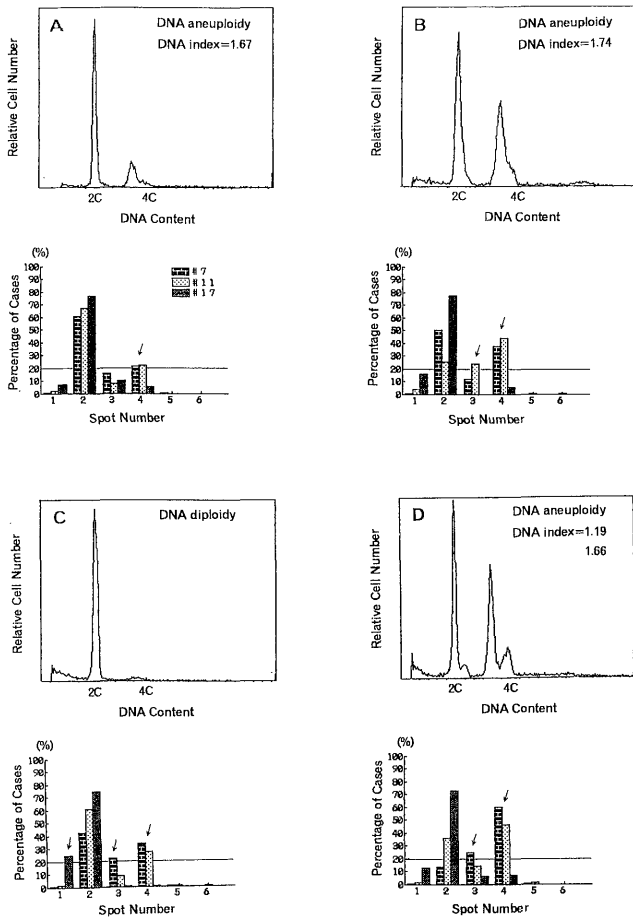 A
DNA aneuploidy
DNA index=1.67
Relative Cell Number
2C
4C
DNA Content
B
DNA aneuploidy
DNA index=1.74
Relative Cell Number
2C
4C
DNA Content
(%)
Percentage of Cases
100
90
80
70
60
50
40
30
20
10
0
#7
#11
#17
1 2 3 4 5 6
Spot Number
(%)
Percentage of Cases
100
90
80
70
60
50
40
30
20
10
0
1 2 3 4 5 6
Spot Number
C
DNA diploidy
Relative Cell Number
2C
4C
DNA Content
D
DNA aneuploidy
DNA index=1.19
1.66
Relative Cell Number
2C
4C
DNA Content
(%)
Percentage of Cases
100
90
80
70
60
50
40
30
20
10
0
1 2 3 4 5 6
Spot Number
(%)
Percentage of Cases
100
90
80
70
60
50
40
30
20
10
0
1 2 3 4 5 6
Spot Number